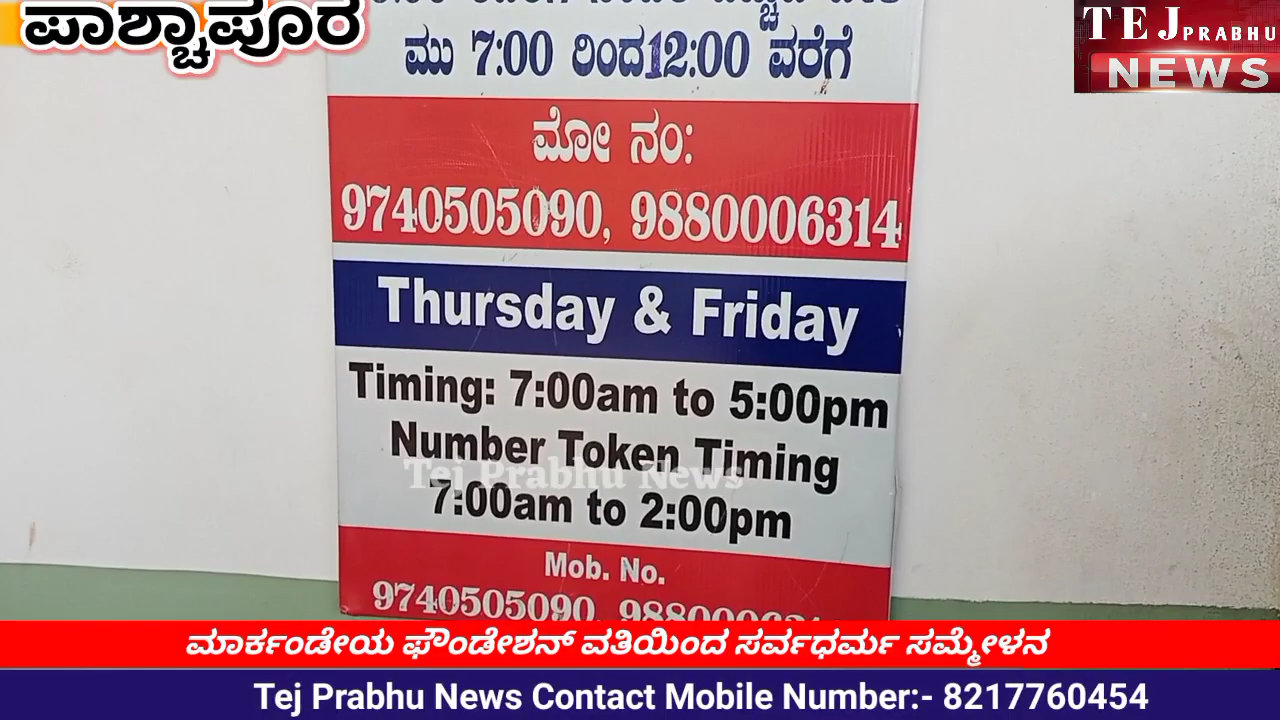 ಪಾಶ್ಚಾಪೂರ
TEJ PRABHU
NEWS
ಮು 7:00 ರಿಂದ 12:00 ವರೆಗೆ
ಮೋ ನಂ:
9740505090, 9880006314
Thursday & Friday
Timing: 7:00am to 5:00pm
Number Token Timing
Tej Prabhu News
7:00am to 2:00pm
Mob. No.
9740505090,
ಮಾರ್ಕಂಡೇಯ ಫೌಂಡೇಶನ್ ವತಿಯಿಂದ ಸರ್ವಧರ್ಮ ಸಮ್ಮೇಳನ
Tej Prabhu News Contact Mobile Number:- 8217760454